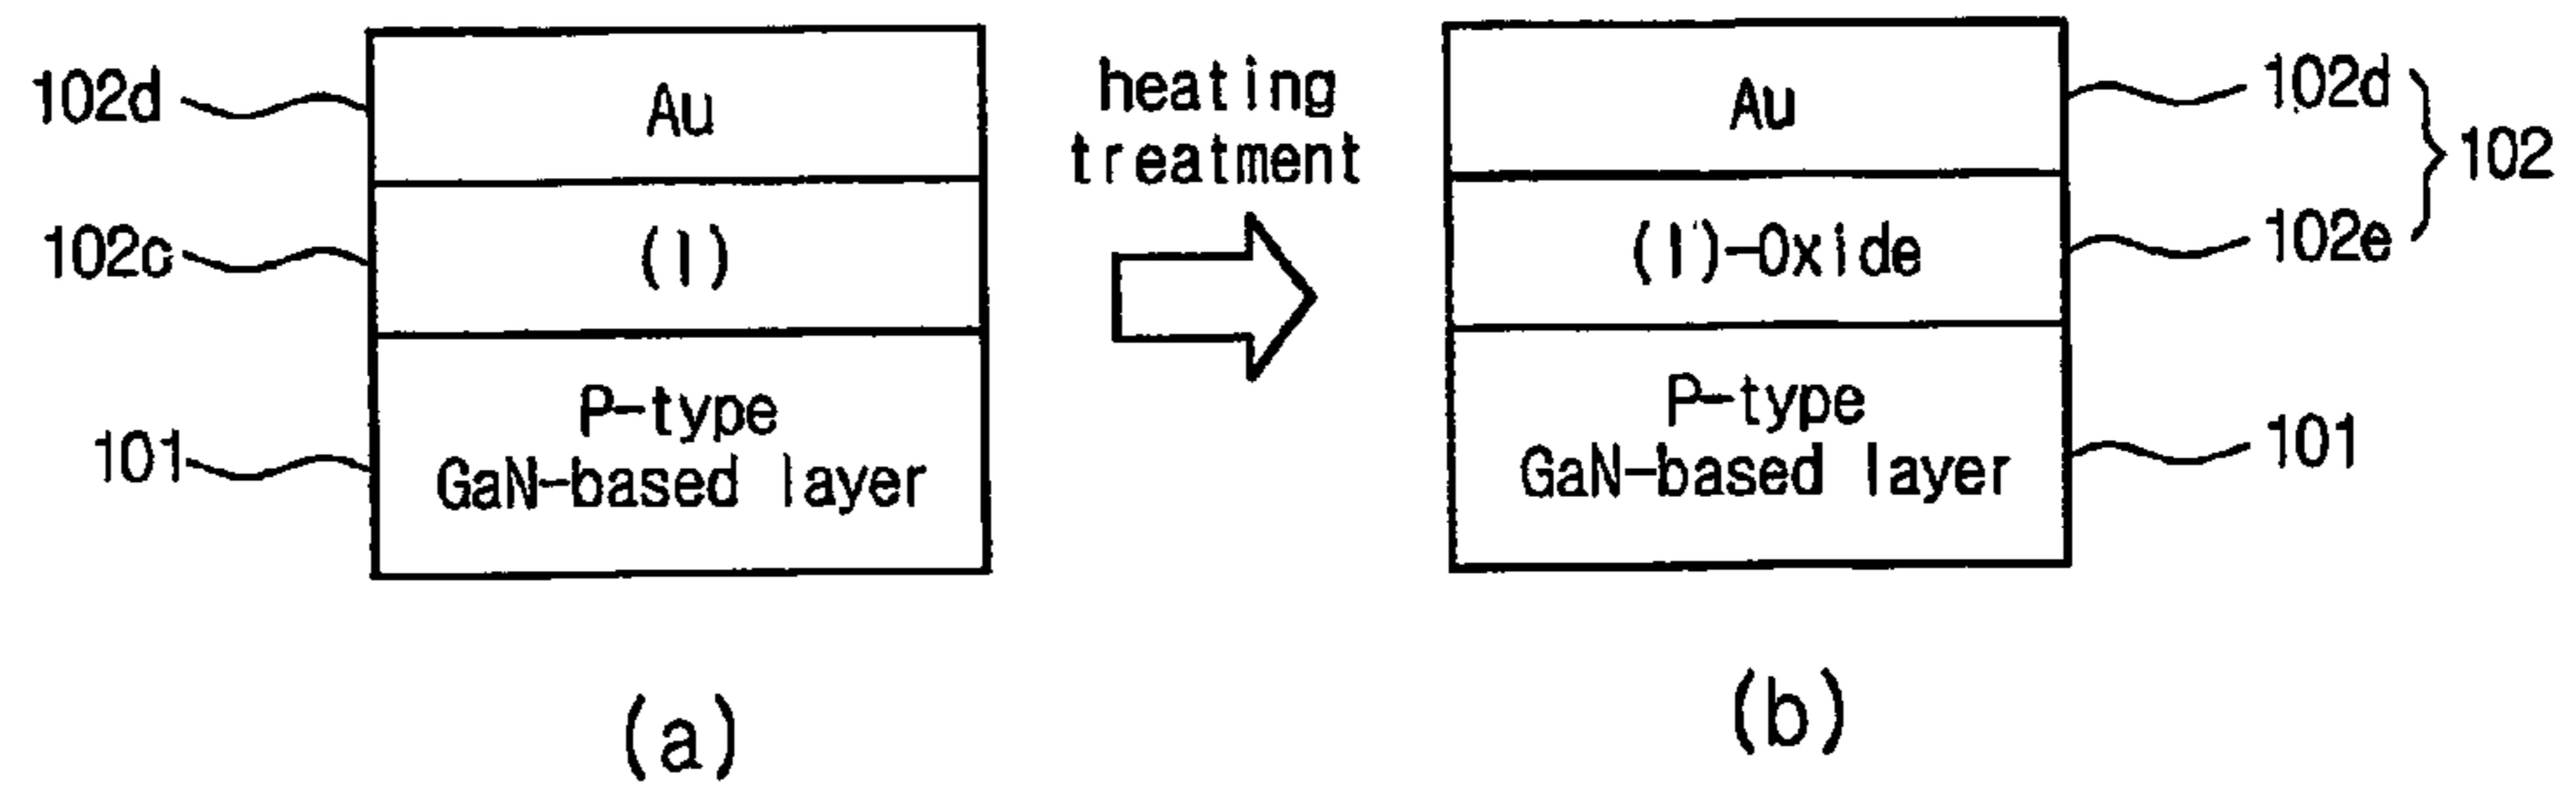 102d
Au
102c
(I)
101
P-type
GaN-based layer
(a)
heating
treatment
Au
102d
102
(I')-Oxide
102e
P-type
GaN-based layer
101
(b)